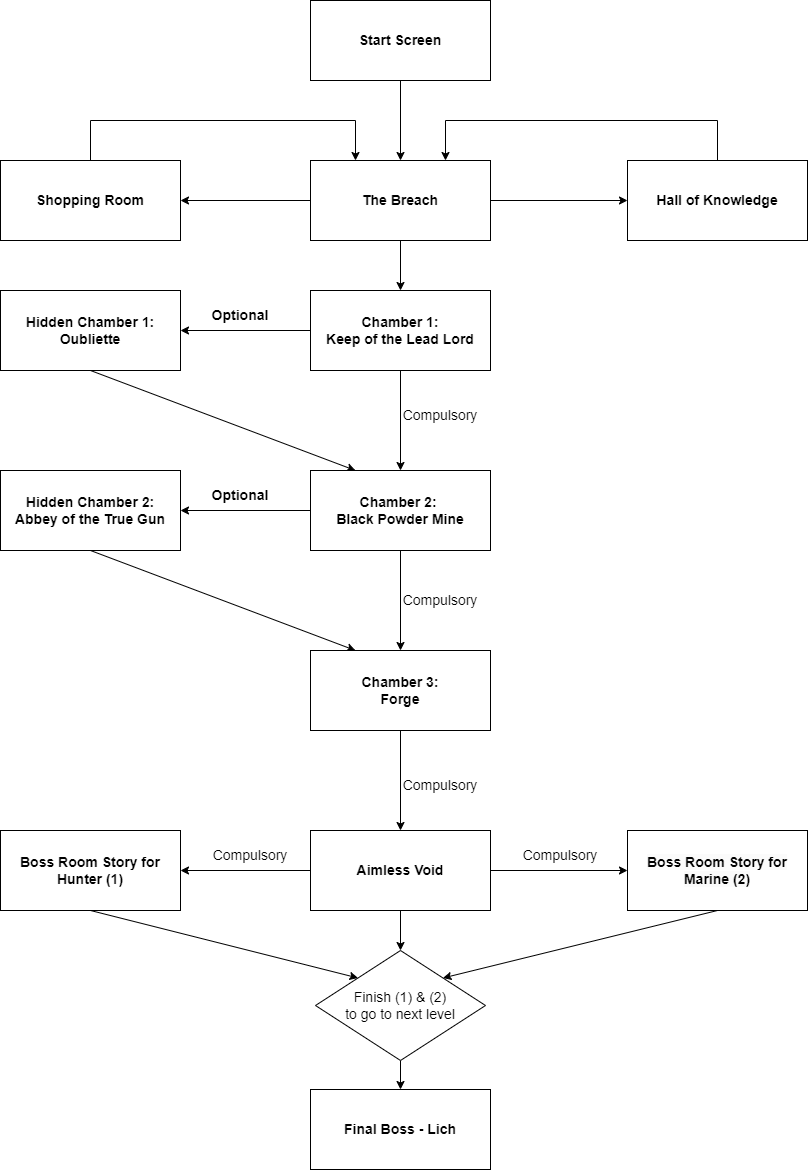 Start Screen
Shopping Room
The Breach
Hall of Knowledge
Hidden Chamber 1:
Oubliette
Optional
Chamber 1:
Keep of the Lead Lord
Compulsory
Hidden Chamber 2:
Abbey of the True Gun
Optional
Chamber 2:
Black Powder Mine
Compulsory
Chamber 3:
Forge
Compulsory
Boss Room Story for
Hunter (1)
Compulsory
Aimless Void
Compulsory
Boss Room Story for
Marine (2)
Finish (1) & (2)
to go to next level
Final Boss - Lich